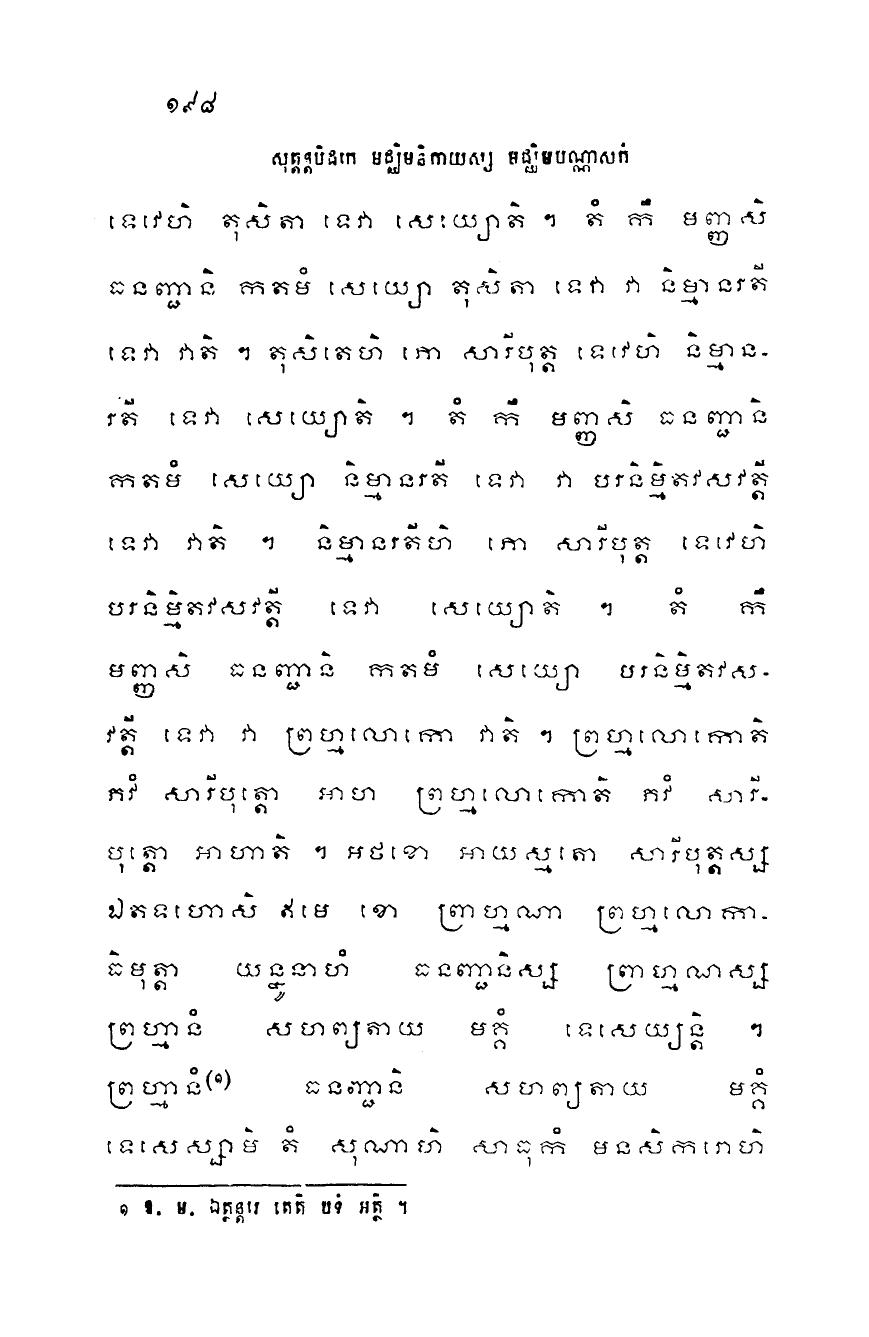 ១៩៨
សុត្តន្តបិដកេ មជ្ឈិមនិកាយស្ស មជ្ឈិមបណ្ណាសកំ
ទេវេហិ តុសិតា ទេវា សេយ្យោតិ ។ តំ កឹ មញ្ញសិ
ធនញ្ជានិ កតមំ សេយ្យោ តុសិតា ទេវា វា និម្មានរតី
ទេវា វាតិ ។ តុសិតេហិ ភោ សារីបុត្ត ទេវេហិ និម្មាន-
រតី ទេវា សេយ្យោតិ ។ តំ កឹ មញ្ញសិ ធនញ្ជានិ
កតមំ សេយ្យោ និម្មានរតី ទេវា វា បរនិម្មិតវសវត្តី
ទេវា វាតិ ។ និម្មានរតីហិ ភោ សារីបុត្ត ទេវេហិ
បរនិម្មិតវសវត្តី ទេវា សេយ្យោតិ ។ តំ កឹ
មញ្ញសិ ធនញ្ជានិ កតមំ សេយ្យោ បរនិម្មិតវស-
វត្តី ទេវា វា ព្រហ្មលោកោ វាតិ ។ ព្រហ្មលោកោតិ
ភវំ សារីបុត្តោ អាហ ព្រហ្មលោកោតិ ភវំ សារី-
បុត្តោ អាហាតិ ។ អថខោ អាយស្មតោ សារីបុត្តស្ស
ឯតទហោសិ ឥមេ ខោ ព្រាហ្មណា ព្រហ្មលោកា-
ធិមុត្តា យន្នូនាហំ ធនញ្ជានិស្ស ព្រាហ្មណស្ស
ព្រហ្មានំ សហព្យតាយ មគ្គំ ទេសេយ្យន្តិ ។
ព្រហ្មានំ(១) ធនញ្ជានិ សហព្យតាយ មគ្គំ
ទេសេស្សាមិ តំ សុណាហិ សាធុកំ មនសិករោហិ
១ ឱ. ម. ឯត្ថន្តរេ តេតិ បទំ អត្ថិ ។